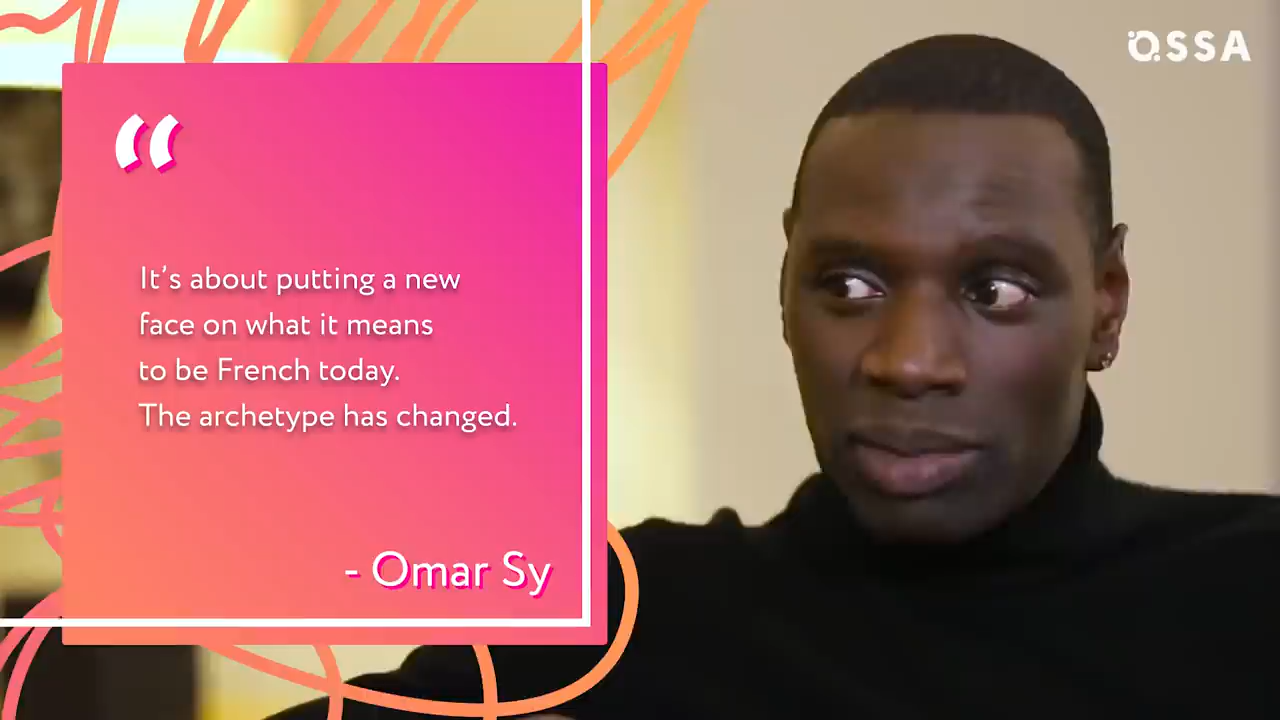 QSSA
“
It’s about putting a new
face on what it means
to be French today.
The archetype has changed.
- Omar Sy